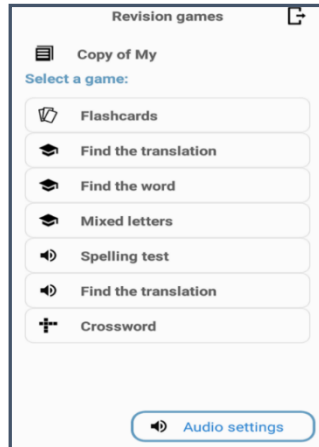 Revision games
Copy of My
Select a game:
Flashcards
Find the translation
Find the word
Mixed letters
Spelling test
Find the translation
Crossword
Audio settings